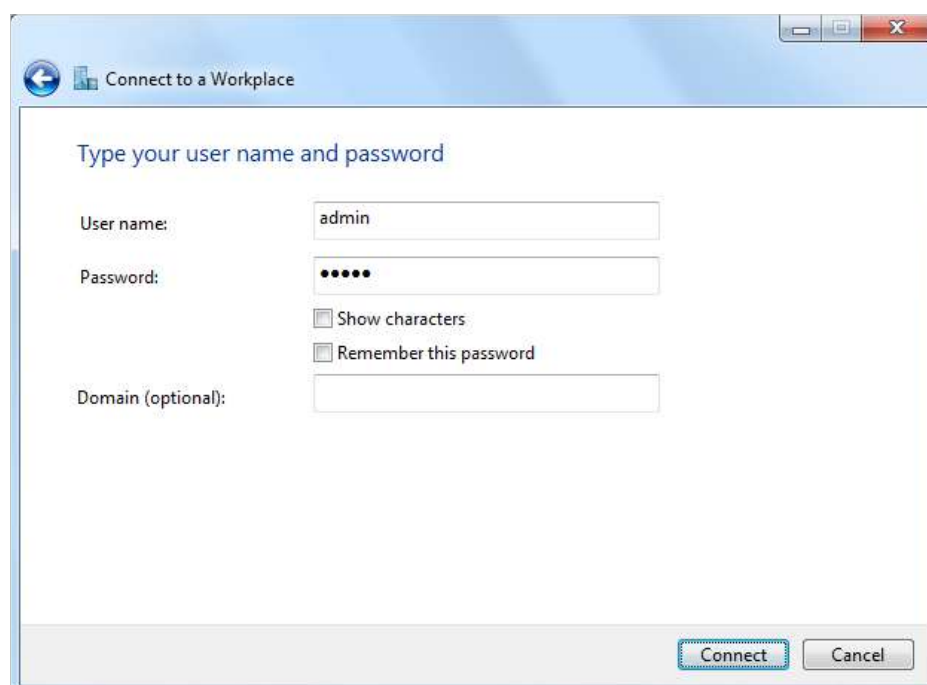 Connect to a Workplace
Type your user name and password
User name: admin
Password: •••••
Show characters
Remember this password
Domain (optional):
Connect Cancel